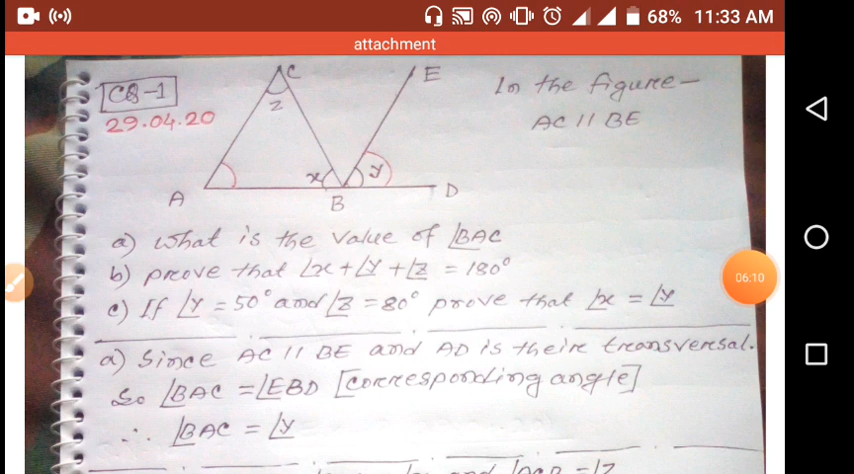 68% 11:33 AM
attachment
CQ-1
29.04.20
C
E
z
x
y
A
B
D
In the figure-
AC // BE
a) What is the value of ∠BAC
b) prove that ∠x + ∠y + ∠z = 180°
c) If ∠y = 50° and ∠z = 80° prove that ∠x = ∠y
06:10
a) Since AC // BE and AD is their transversal.
So ∠BAC = ∠EBD [corresponding angle]
∴ ∠BAC = ∠y
and = ∠z